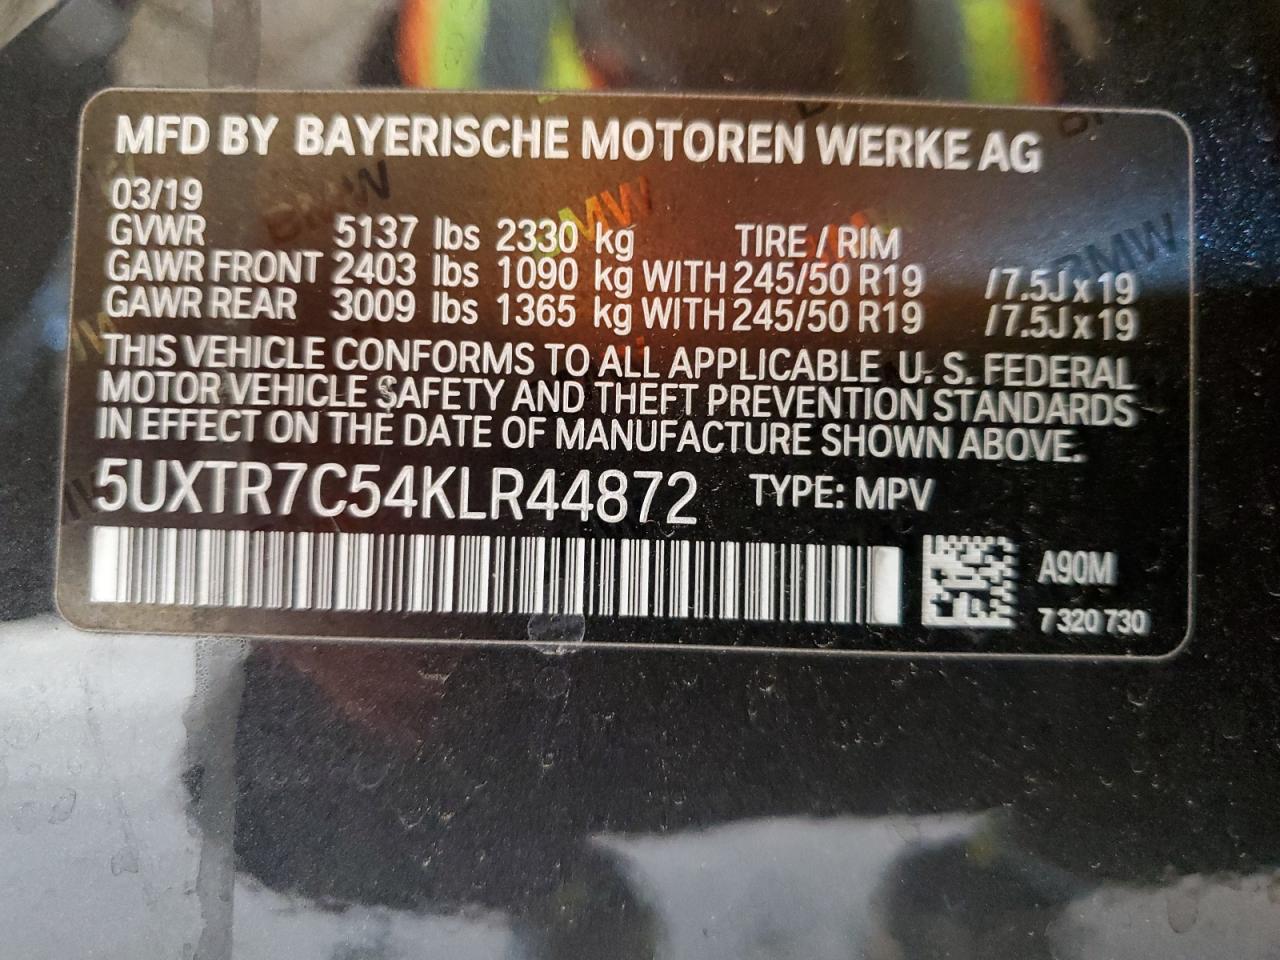 MFD BY BAYERISCHE MOTOREN WERKE AG
03/19
GVWR 5137 lbs 2330 kg TIRE / RIM
GAWR FRONT 2403 lbs 1090 kg WITH 245/50 R19 /7.5J x 19
GAWR REAR 3009 lbs 1365 kg WITH 245/50 R19 /7.5J x 19
THIS VEHICLE CONFORMS TO ALL APPLICABLE U. S. FEDERAL
MOTOR VEHICLE SAFETY AND THEFT PREVENTION STANDARDS
IN EFFECT ON THE DATE OF MANUFACTURE SHOWN ABOVE.
5UXTR7C54KLR44872 TYPE: MPV
A90M
7 320 730
BMW
BMW
BMW